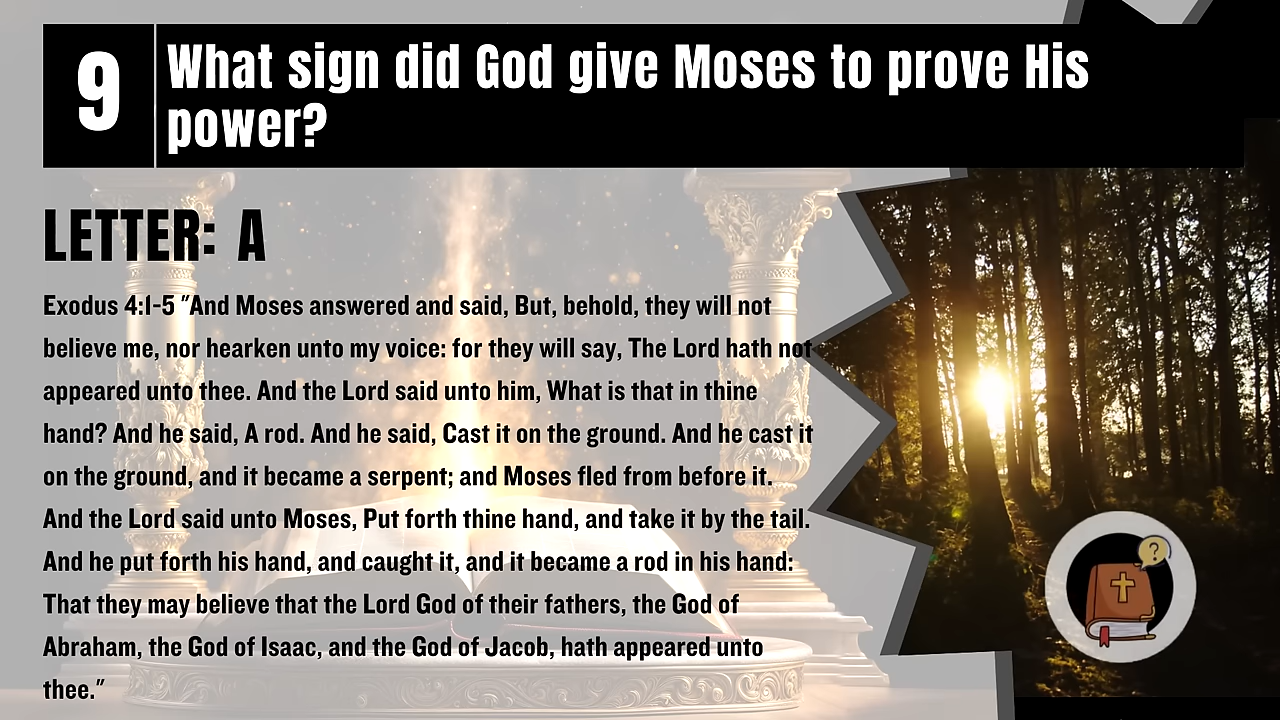 9
What sign did God give Moses to prove His
power?
LETTER: A
Exodus 4:1-5 "And Moses answered and said, But, behold, they will not
believe me, nor hearken unto my voice: for they will say, The Lord hath not
appeared unto thee. And the Lord said unto him, What is that in thine
hand? And he said, A rod. And he said, Cast it on the ground. And he cast it
on the ground, and it became a serpent; and Moses fled from before it.
And the Lord said unto Moses, Put forth thine hand, and take it by the tail.
And he put forth his hand, and caught it, and it became a rod in his hand:
That they may believe that the Lord God of their fathers, the God of
Abraham, the God of Isaac, and the God of Jacob, hath appeared unto
thee."
?